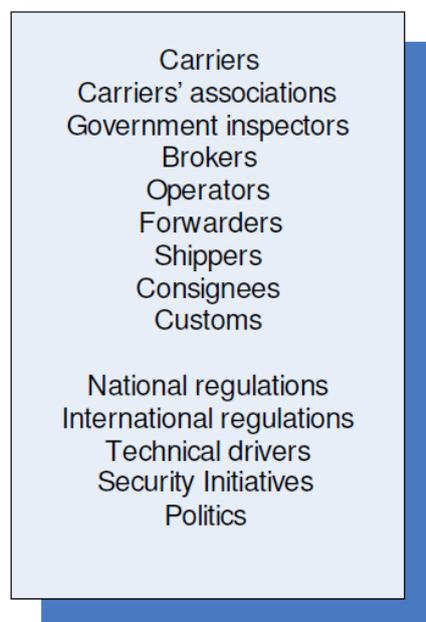 Carriers
Carriers’ associations
Government inspectors
Brokers
Operators
Forwarders
Shippers
Consignees
Customs
National regulations
International regulations
Technical drivers
Security Initiatives
Politics